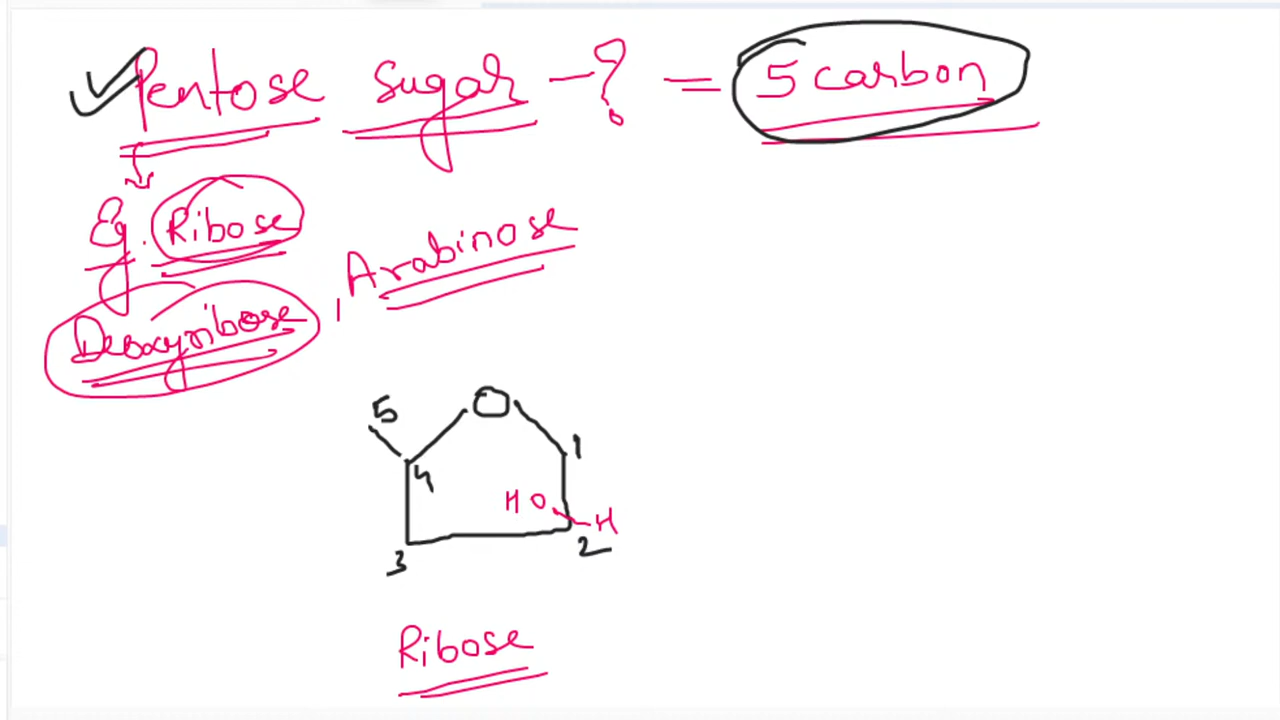 Pentose sugar - ? = 5 carbon
Eg. Ribose
, Arabinose
Deoxyribose
5
O
1
4
HO
H
2
3
Ribose